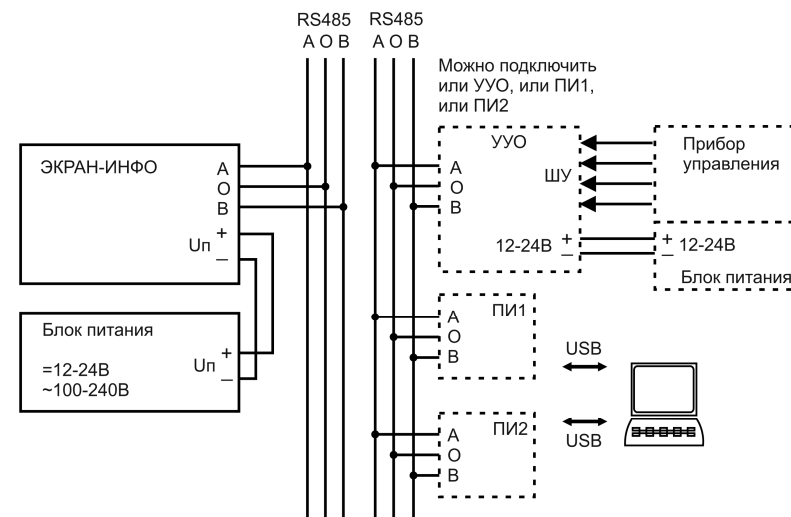 RS485 RS485
А О В А О В
Можно подключить
или УУО, или ПИ1,
или ПИ2
ЭКРАН-ИНФО
А
О
В
Uп
+
–
Блок питания
=12-24В
~100-240В
Uп
+
–
УУО
А
О
В
ШУ
12-24В
+
–
Прибор
управления
+
–
12-24В
Блок питания
ПИ1
А
О
В
USB
ПИ2
А
О
В
USB